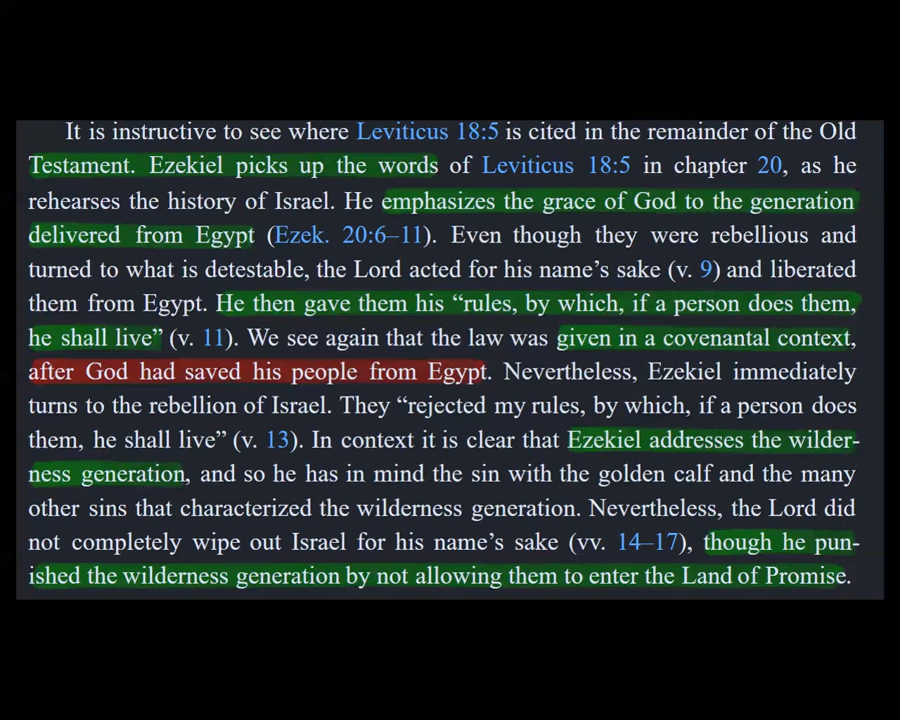 It is instructive to see where Leviticus 18:5 is cited in the remainder of the Old
Testament. Ezekiel picks up the words of Leviticus 18:5 in chapter 20, as he
rehearses the history of Israel. He emphasizes the grace of God to the generation
delivered from Egypt (Ezek. 20:6–11). Even though they were rebellious and
turned to what is detestable, the Lord acted for his name’s sake (v. 9) and liberated
them from Egypt. He then gave them his “rules, by which, if a person does them,
he shall live” (v. 11). We see again that the law was given in a covenantal context,
after God had saved his people from Egypt. Nevertheless, Ezekiel immediately
turns to the rebellion of Israel. They “rejected my rules, by which, if a person does
them, he shall live” (v. 13). In context it is clear that Ezekiel addresses the wilder-
ness generation, and so he has in mind the sin with the golden calf and the many
other sins that characterized the wilderness generation. Nevertheless, the Lord did
not completely wipe out Israel for his name’s sake (vv. 14–17), though he pun-
ished the wilderness generation by not allowing them to enter the Land of Promise.